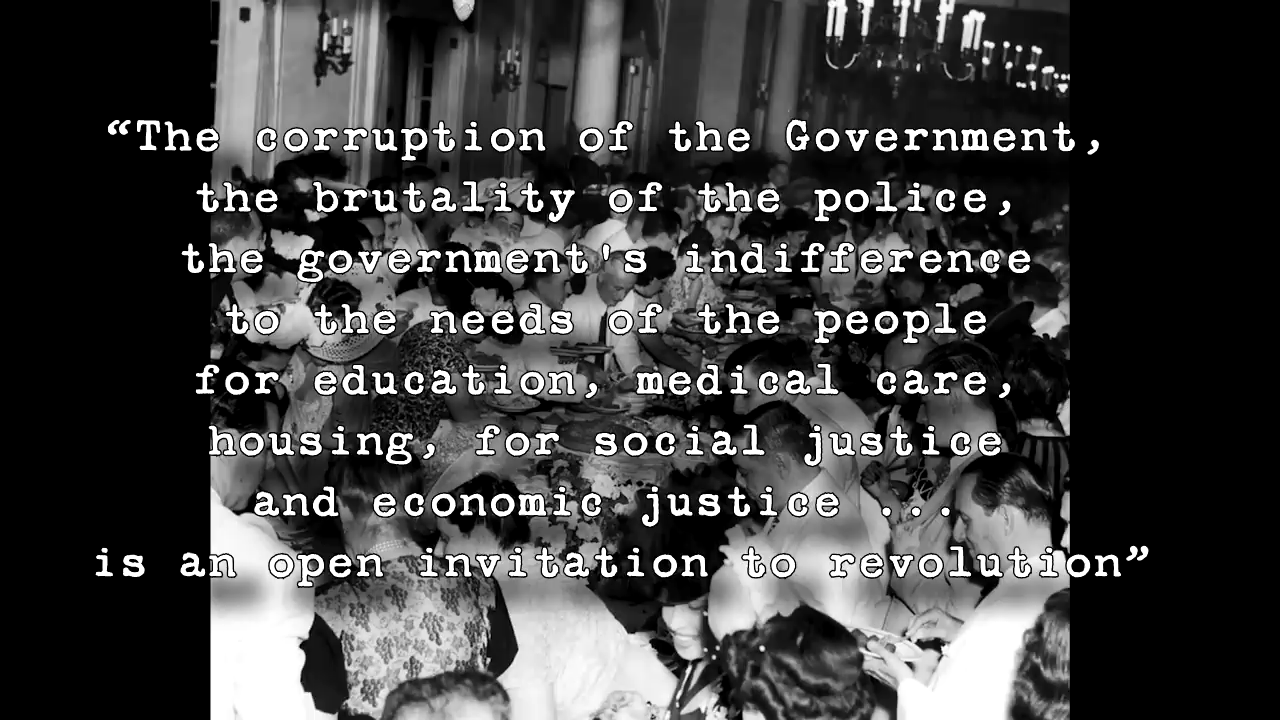 “The corruption of the Government,
the brutality of the police,
the government's indifference
to the needs of the people
for education, medical care,
housing, for social justice
and economic justice ...
is an open invitation to revolution”